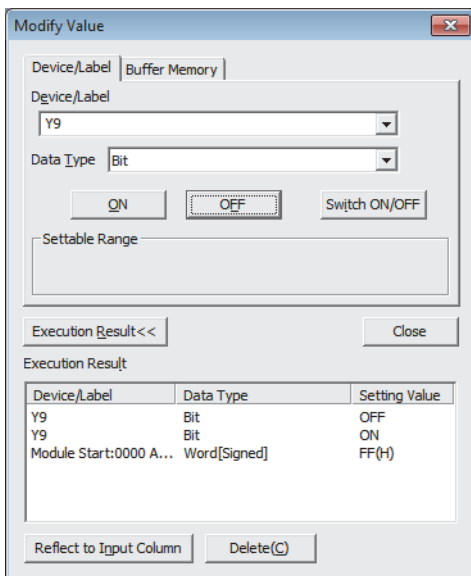 Modify Value
Device/Label Buffer Memory
Device/Label
Y9
Data Type Bit
ON OFF Switch ON/OFF
Settable Range
Execution Result<< Close
Execution Result
Device/Label Data Type Setting Value
Y9 Bit OFF
Y9 Bit ON
Module Start:0000 A... Word[Signed] FF(H)
Reflect to Input Column Delete(C)